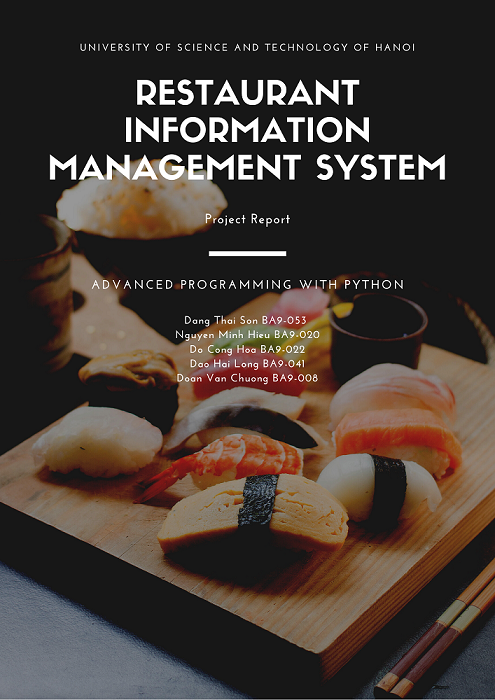 UNIVERSITY OF SCIENCE AND TECHNOLOGY OF HANOI
RESTAURANT
INFORMATION
MANAGEMENT SYSTEM
Project Report
ADVANCED PROGRAMMING WITH PYTHON
Dang Thai Son BA9-053
Nguyen Minh Hieu BA9-020
Do Cong Hoa BA9-022
Dao Hai Long BA9-041
Doan Van Chuong BA9-008